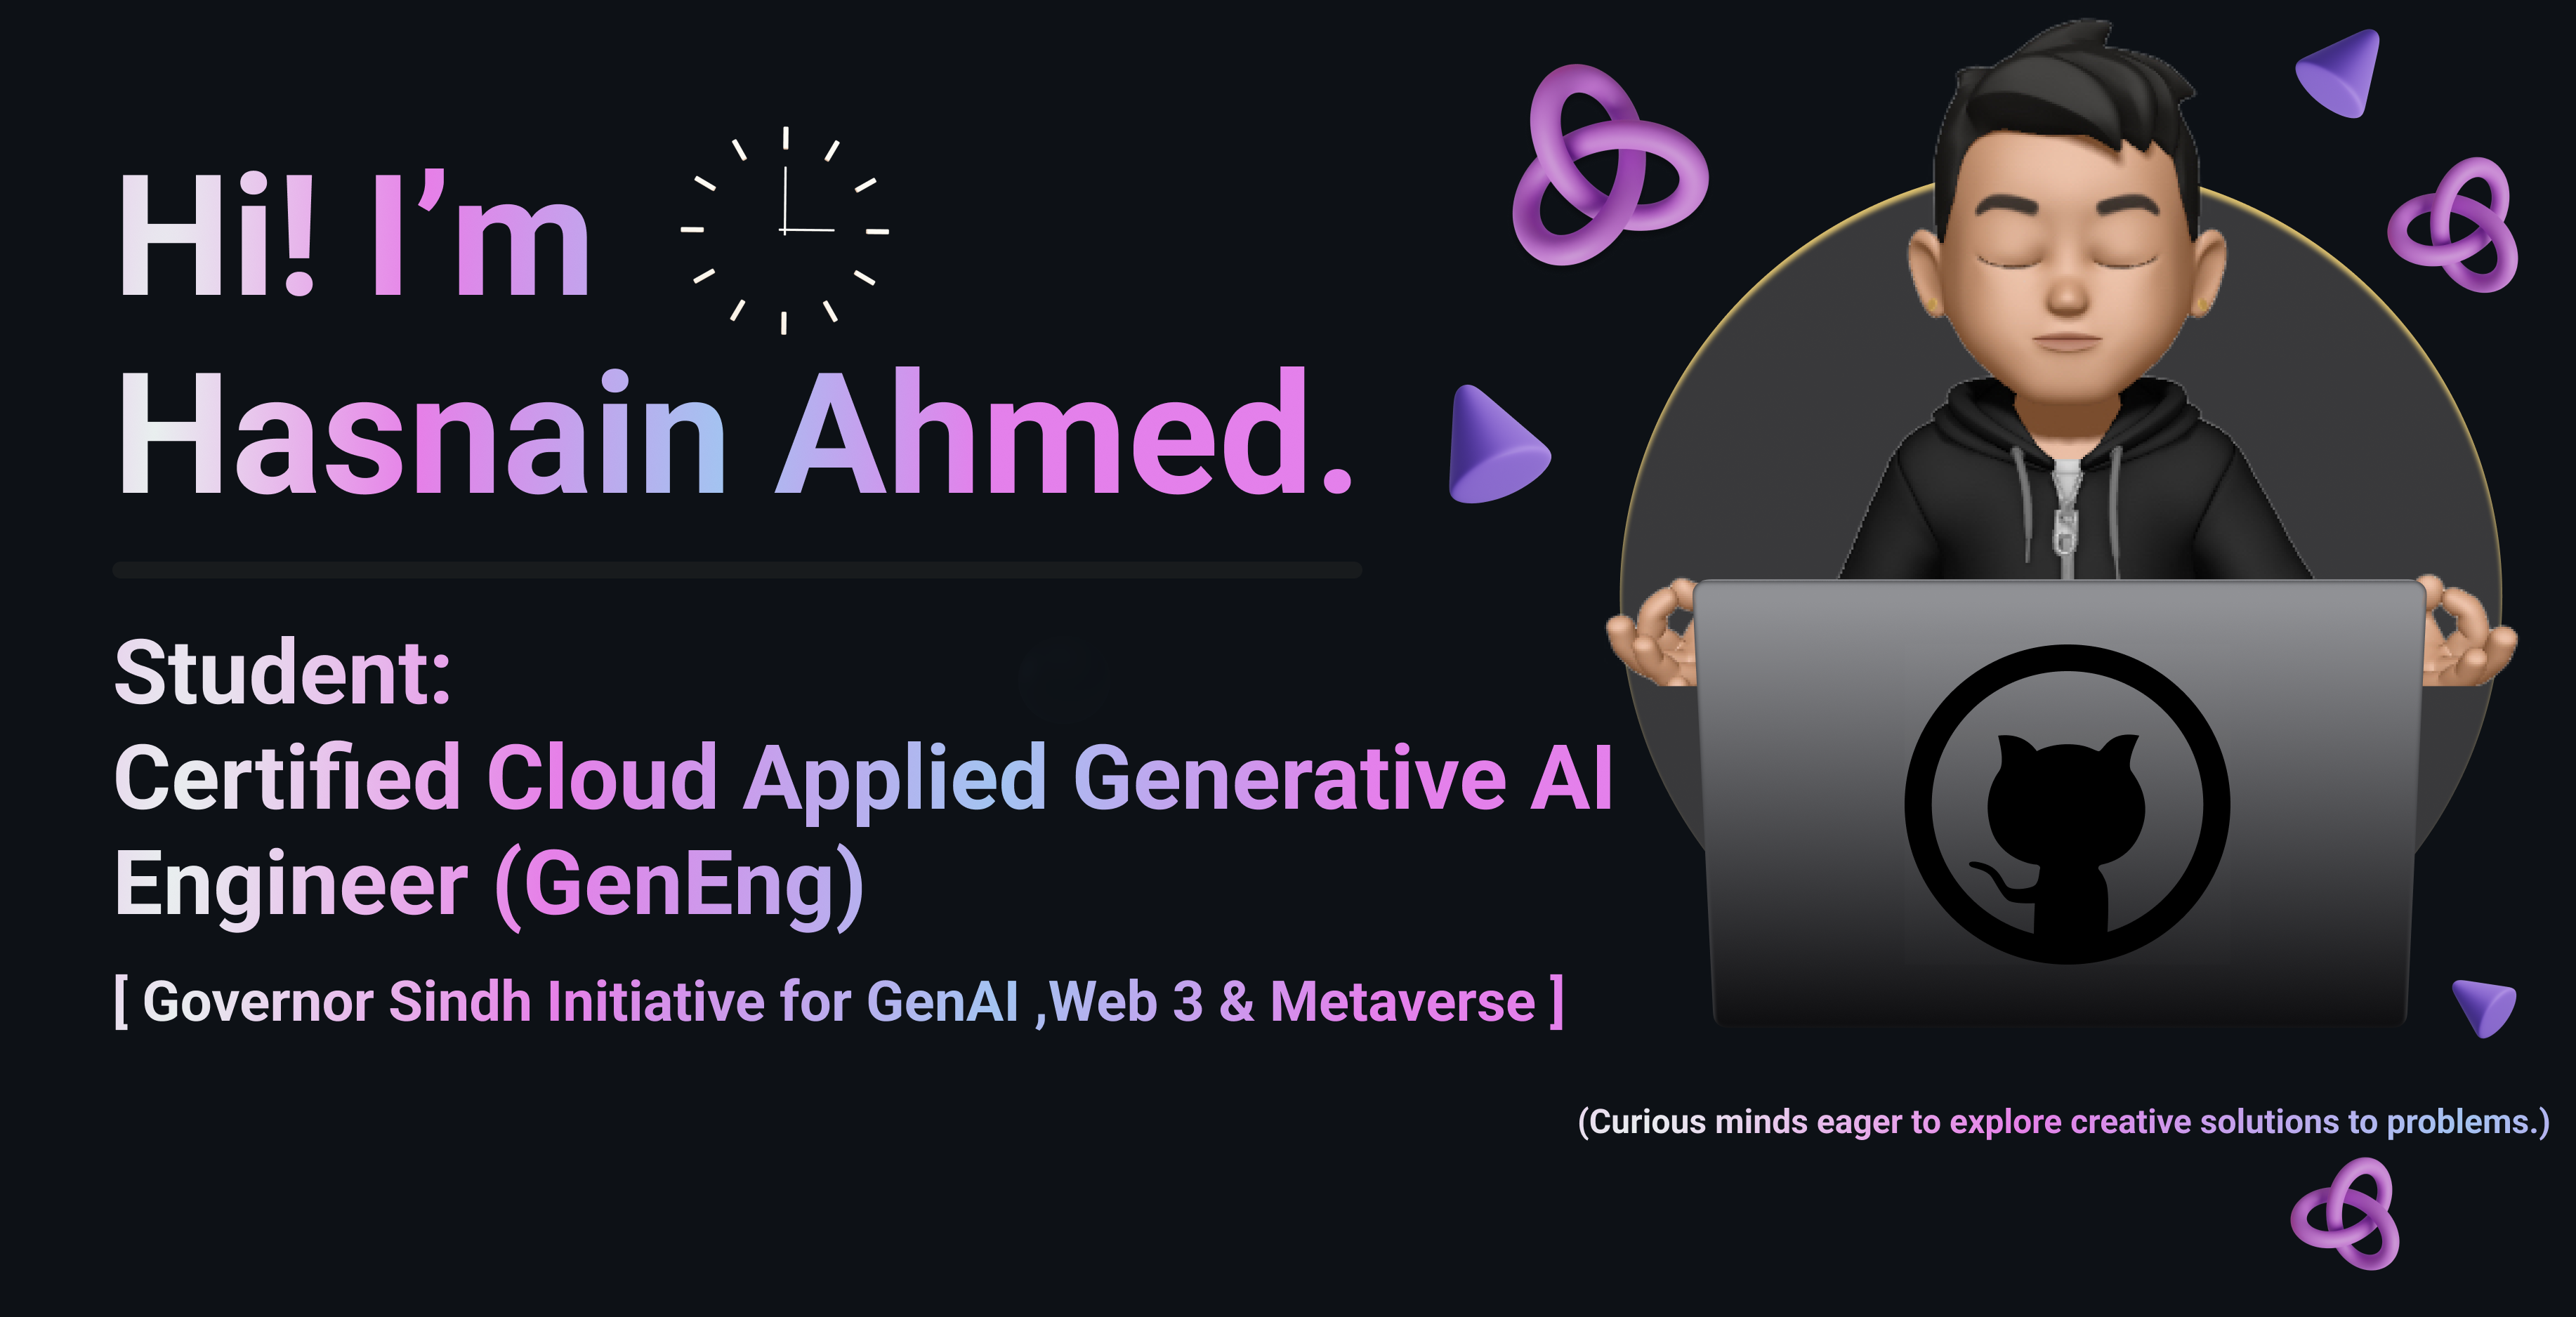 Hi! I’m
Hasnain Ahmed.
Student:
Certified Cloud Applied Generative AI
Engineer (GenEng)
[ Governor Sindh Initiative for GenAI ,Web 3 & Metaverse ]
(Curious minds eager to explore creative solutions to problems.)